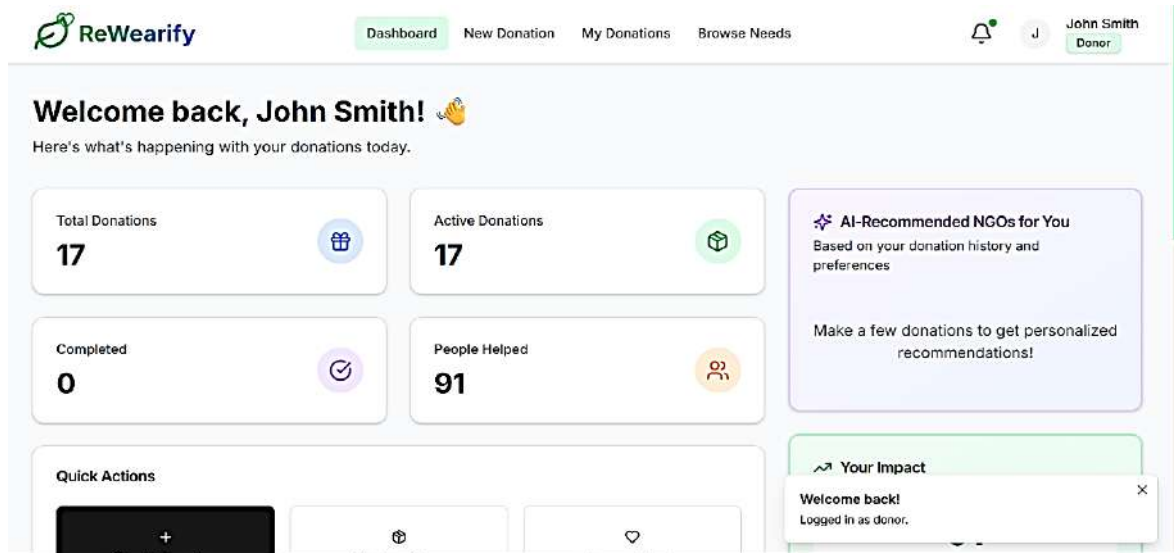 ReWearify
Dashboard New Donation My Donations Browse Needs
J
John Smith
Donor
Welcome back, John Smith! 👋
Here's what's happening with your donations today.
Total Donations
17
Active Donations
17
Completed
0
People Helped
91
AI-Recommended NGOs for You
Based on your donation history and
preferences
Make a few donations to get personalized
recommendations!
Quick Actions
+
Your Impact
Welcome back!
Logged in as donor.